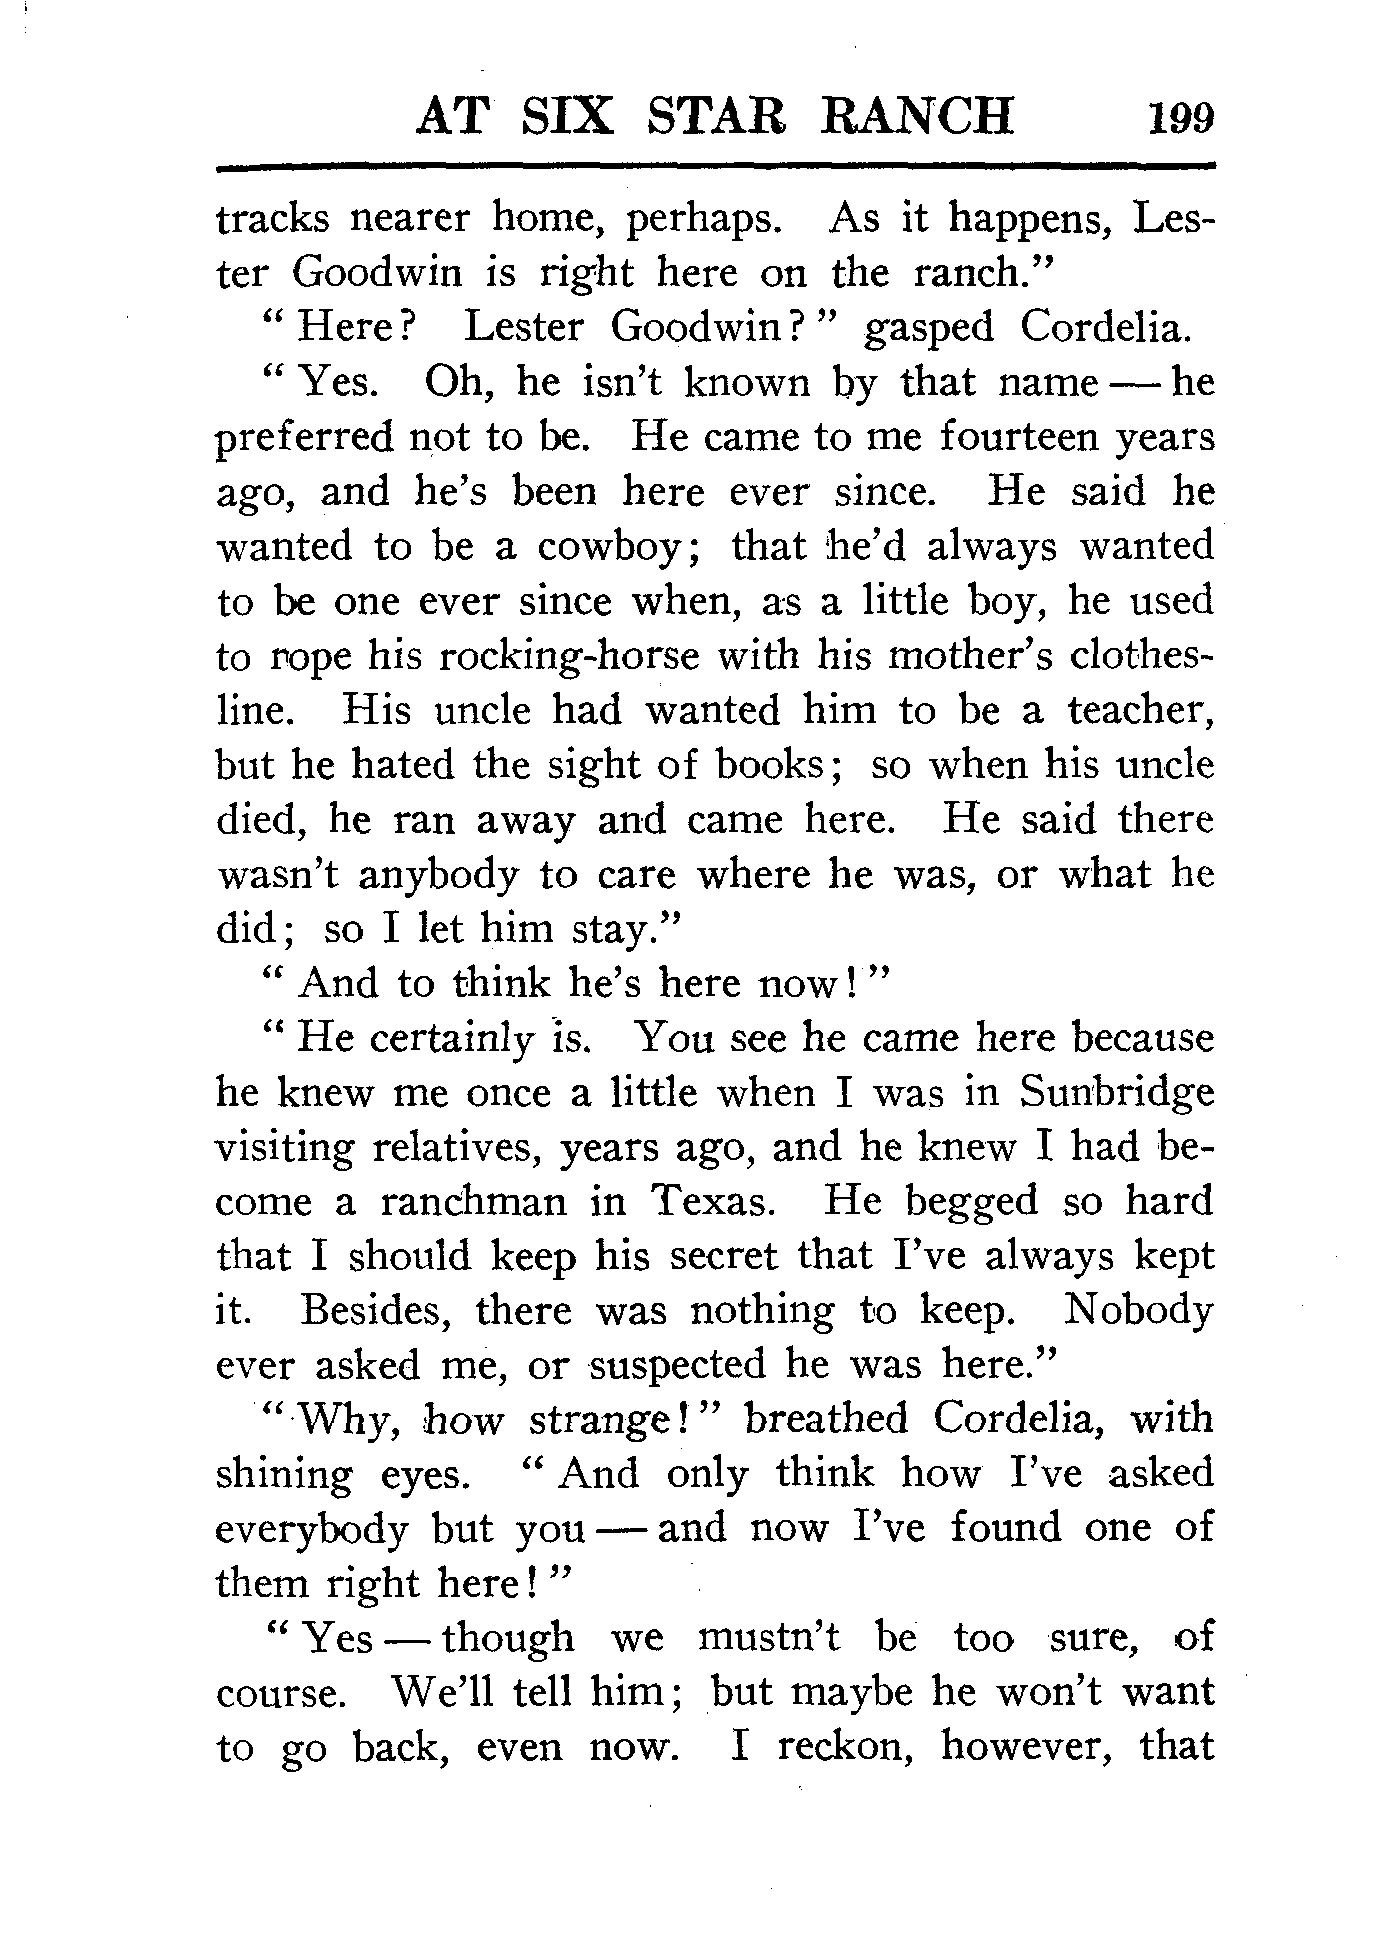 AT SIX STAR RANCH 199
tracks nearer home, perhaps. As it happens, Les-
ter Goodwin is right here on the ranch."
" Here? Lester Goodwin? " gasped Cordelia.
" Yes. Oh, he isn't known by that name — he
preferred not to be. He came to me fourteen years
ago, and he's been here ever since. He said he
wanted to be a cowboy; that he'd always wanted
to be one ever since when, as a little boy, he used
to rope his rocking-horse with his mother's clothes-
line. His uncle had wanted him to be a teacher,
but he hated the sight of books; so when his uncle
died, he ran away and came here. He said there
wasn't anybody to care where he was, or what he
did; so I let him stay."
" And to think he's here now! "
" He certainly is. You see he came here because
he knew me once a little when I was in Sunbridge
visiting relatives, years ago, and he knew I had be-
come a ranchman in Texas. He begged so hard
that I should keep his secret that I've always kept
it. Besides, there was nothing to keep. Nobody
ever asked me, or suspected he was here."
" Why, how strange! " breathed Cordelia, with
shining eyes. " And only think how I've asked
everybody but you — and now I've found one of
them right here! "
" Yes — though we mustn't be too sure, of
course. We'll tell him; but maybe he won't want
to go back, even now. I reckon, however, that